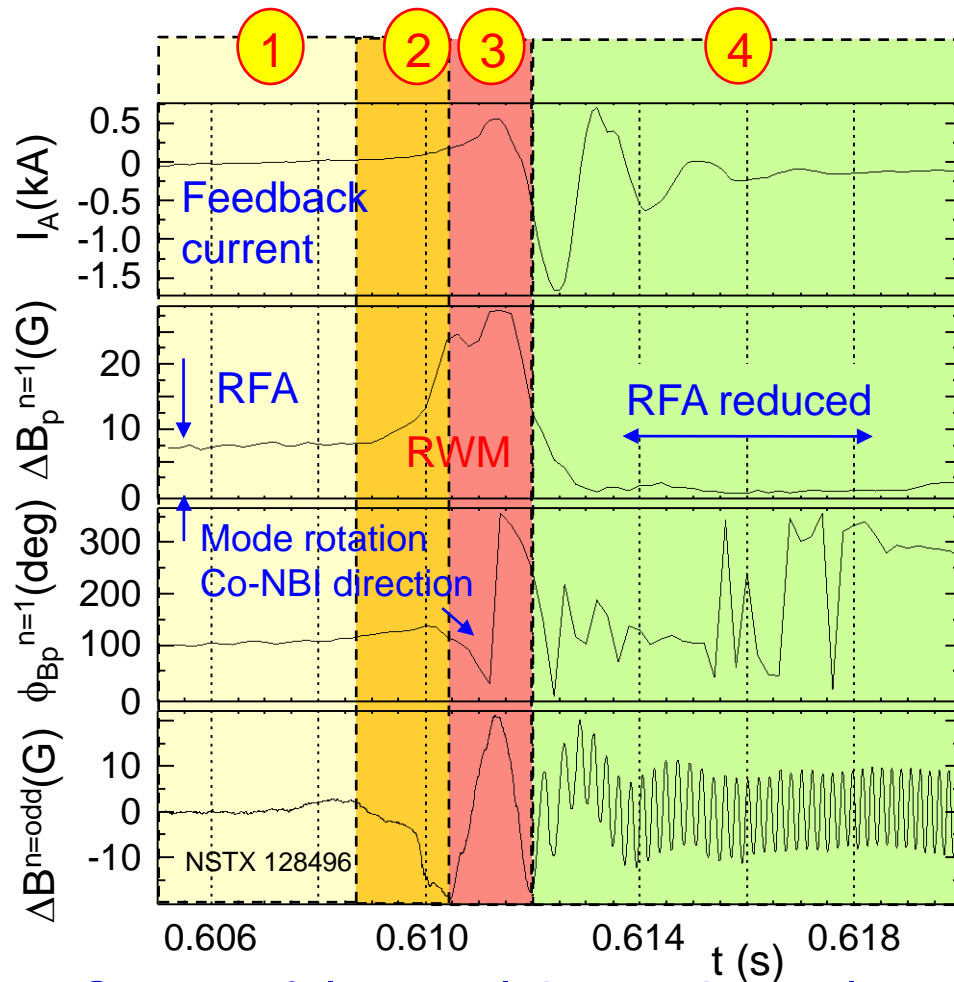 1 2 3 4
I_A(kA)
0.5
0
-0.5
-1.0
-1.5
Feedback
current
ΔB_p^n=1(G)
20
10
0
RFA
RWM
RFA reduced
ϕ_Bp^n=1(deg)
300
200
100
0
Mode rotation
Co-NBI direction
ΔB^n=odd(G)
10
0
-10
NSTX 128496
0.606 0.610 0.614 0.618
t (s)